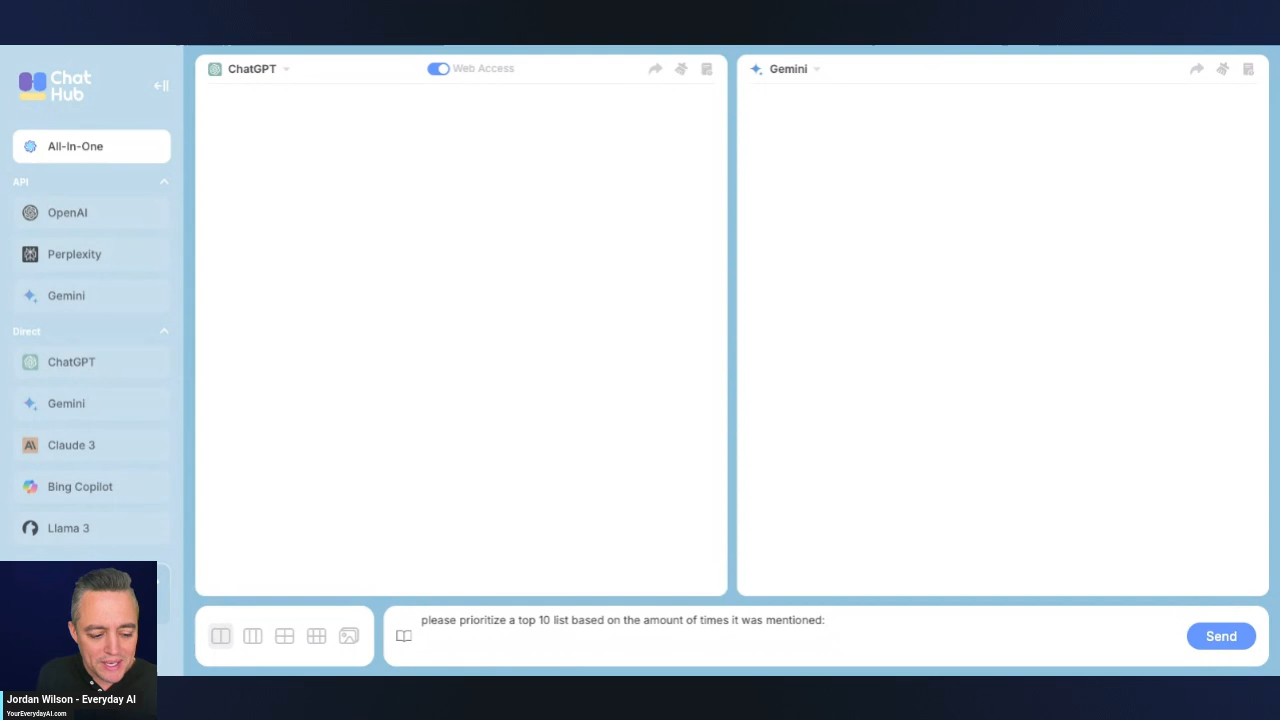 Chat
Hub
All-In-One
API
OpenAI
Perplexity
Gemini
Direct
ChatGPT
Gemini
Claude 3
Bing Copilot
Llama 3
ChatGPT
Web Access
Gemini
please prioritize a top 10 list based on the amount of times it was mentioned:
Send
Jordan Wilson - Everyday AI
YourEverydayAI.com